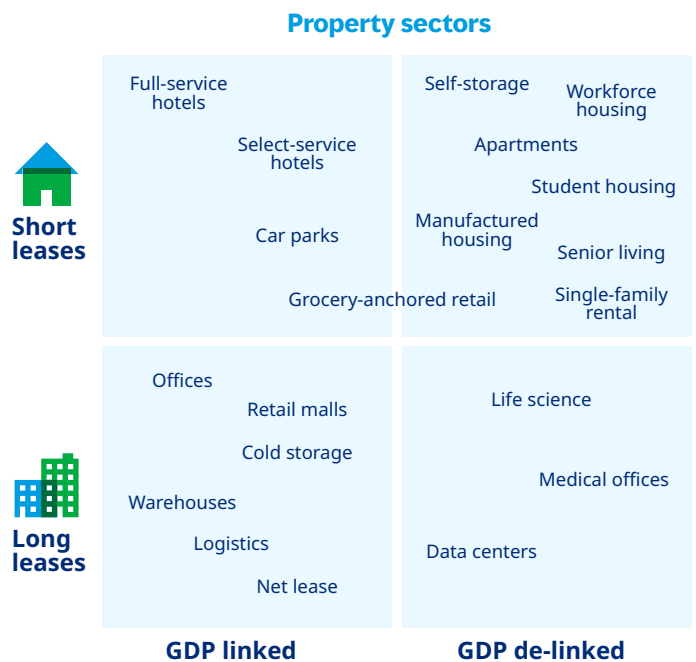 Property sectors
Short
leases
Full-service
hotels
Select-service
hotels
Car parks
Grocery-anchored retail
Self-storage
Workforce
housing
Apartments
Student housing
Manufactured
housing
Senior living
Single-family
rental
Long
leases
Offices
Retail malls
Cold storage
Warehouses
Logistics
Net lease
Life science
Medical offices
Data centers
GDP linked
GDP de-linked